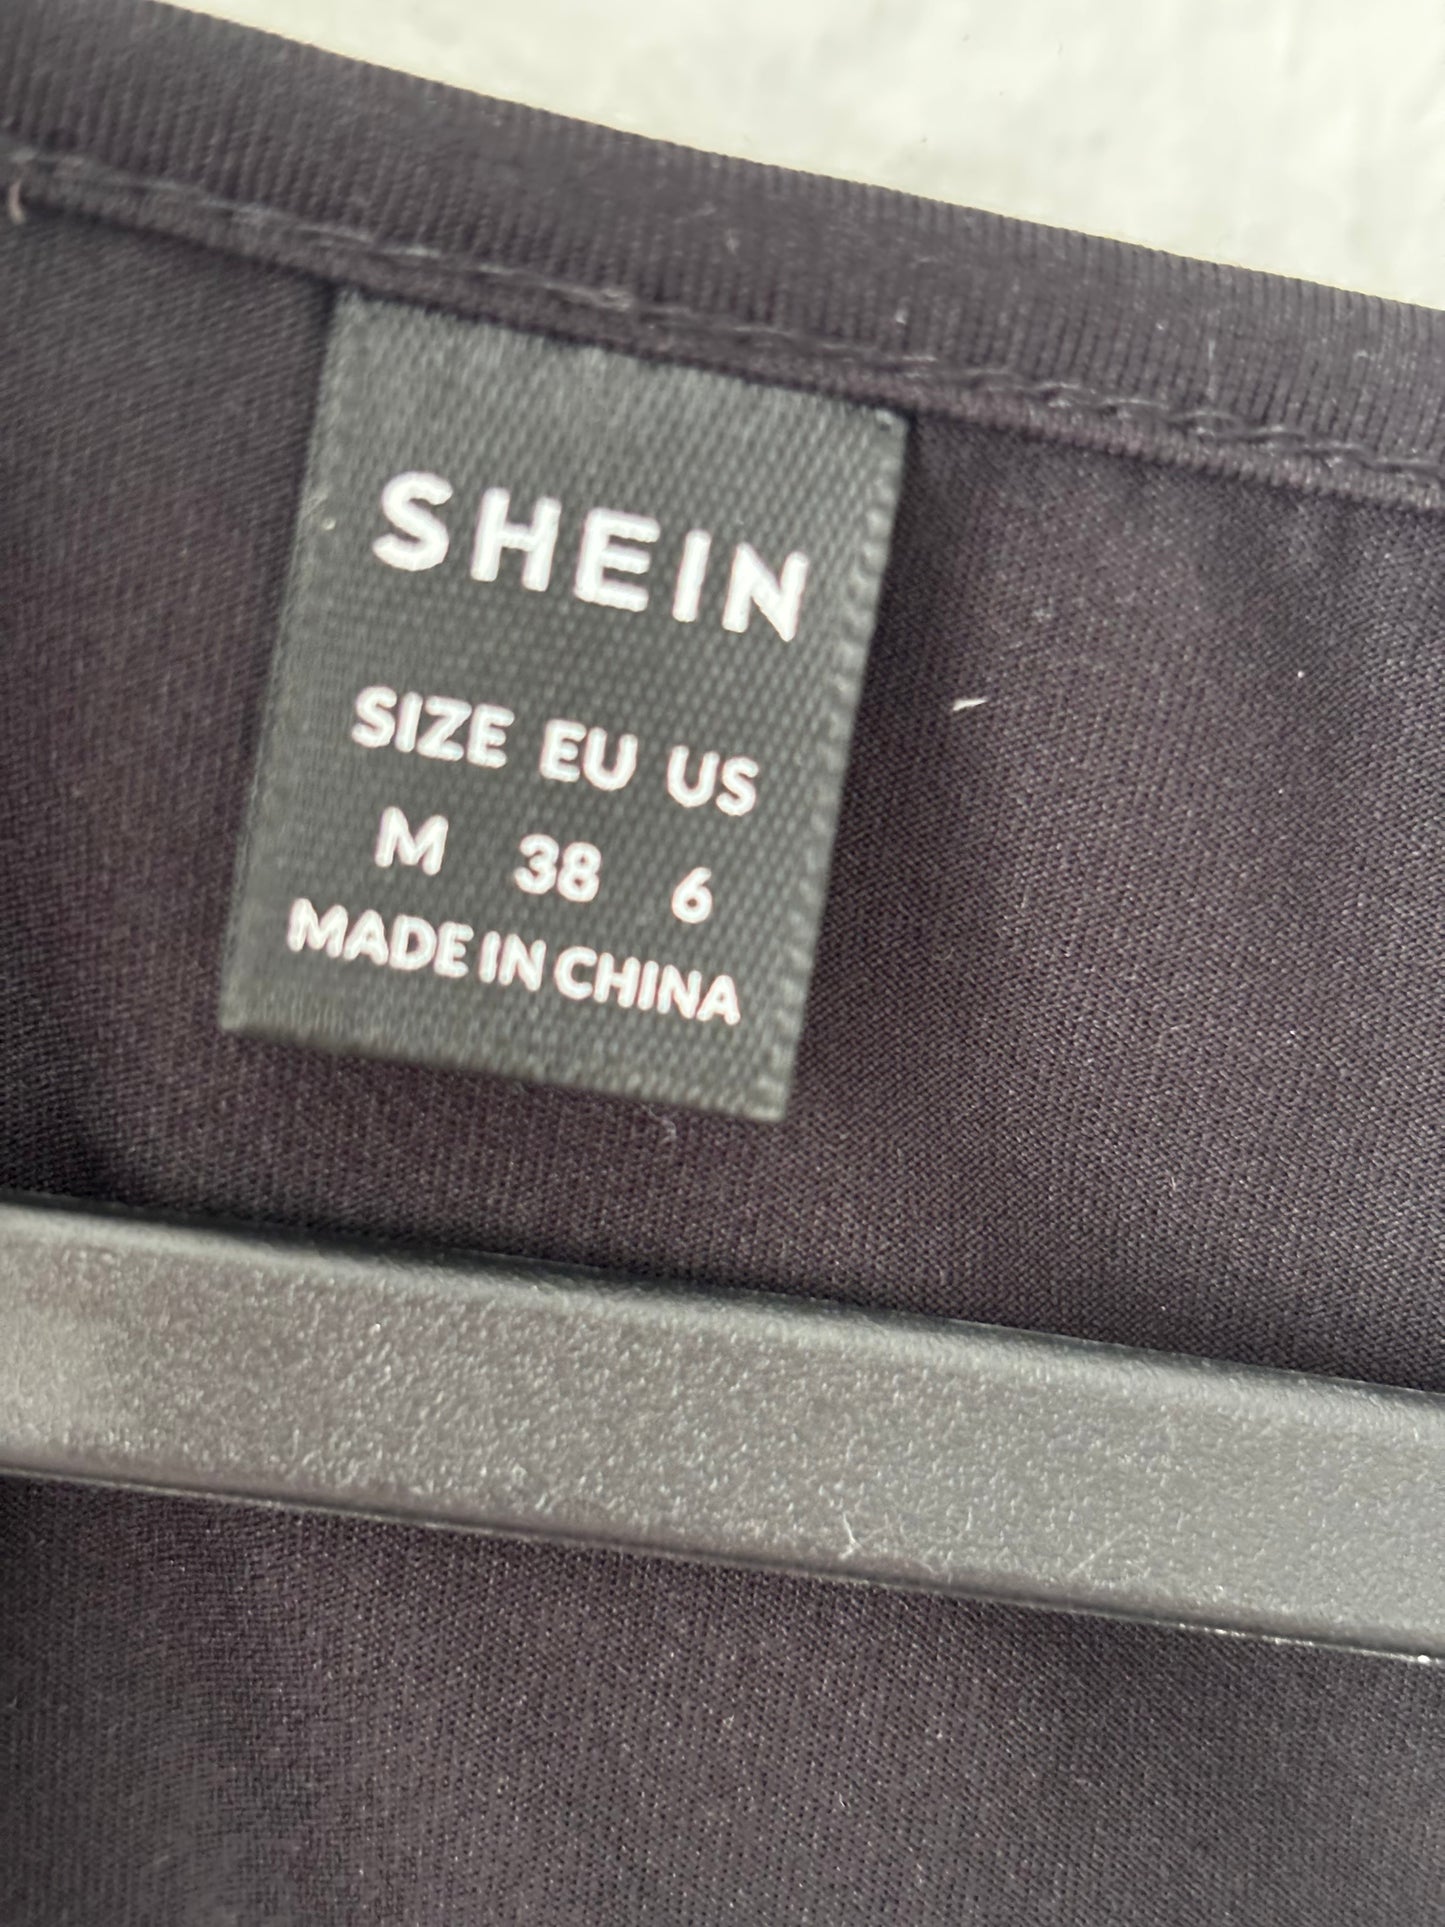 SHEIN
SIZE EU US
M 38 6
MADE IN CHINA